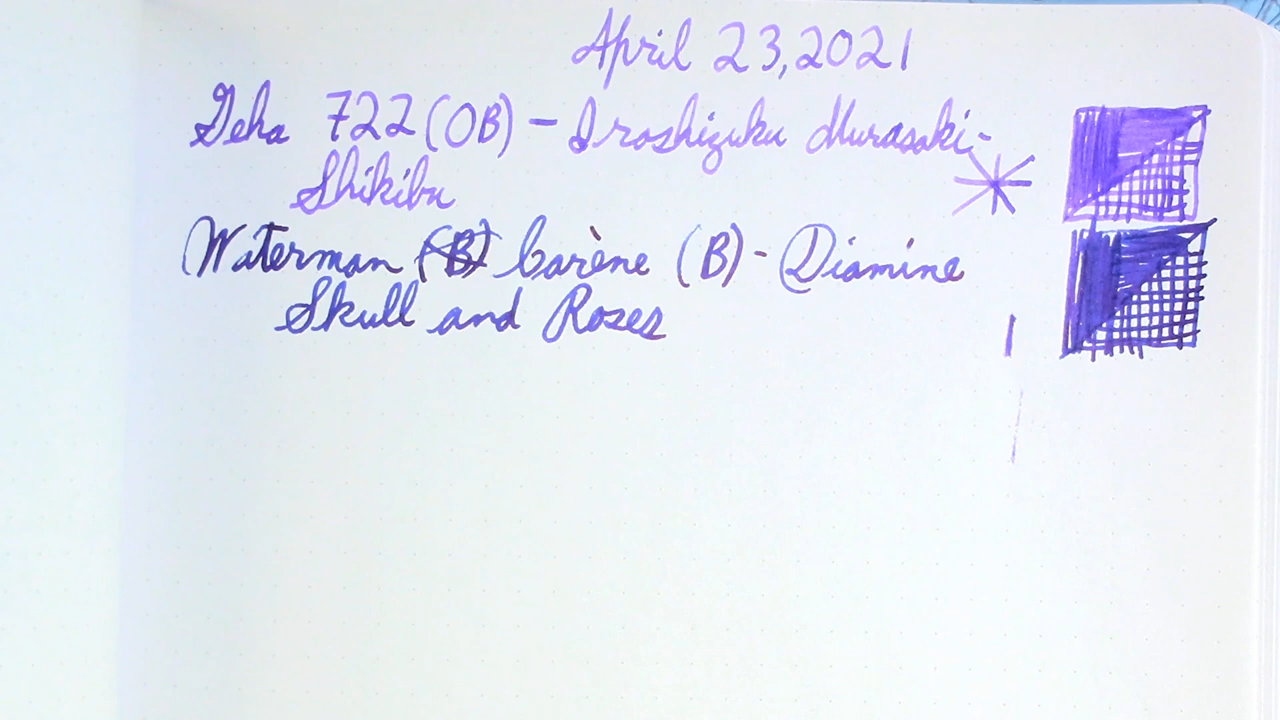 April 23, 2021
Geha 722 (OB) – Iroshizuku Murasaki-
Shikibu
Waterman (B) Carène (B) - Diamine
Skull and Roses